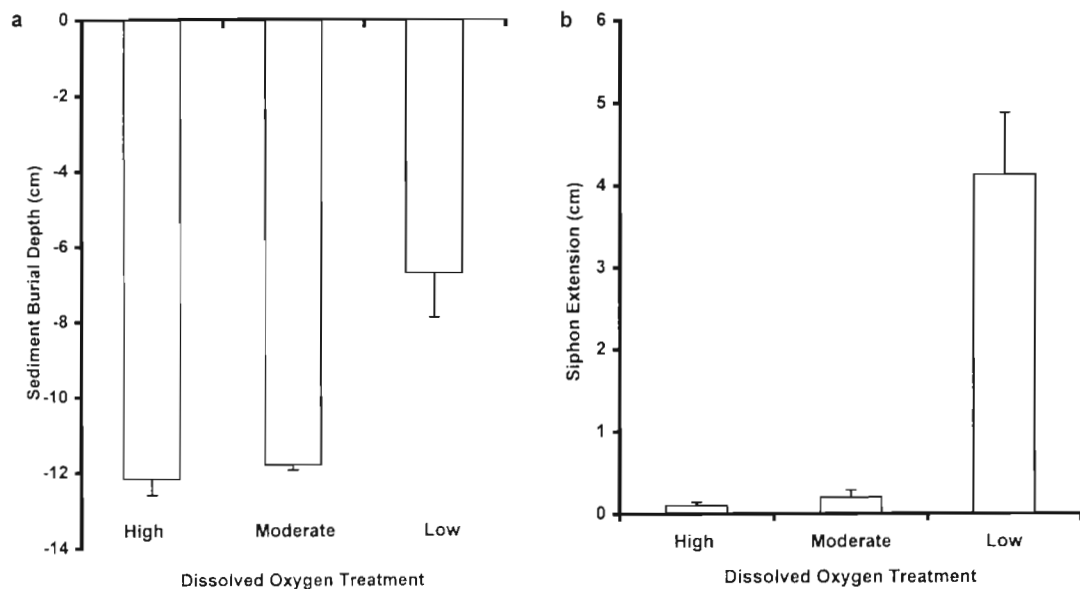 a
Sediment Burial Depth (cm)
0
-2
-4
-6
-8
-10
-12
-14
High Moderate Low
Dissolved Oxygen Treatment
b
Siphon Extension (cm)
6
5
4
3
2
1
0
High Moderate Low
Dissolved Oxygen Treatment